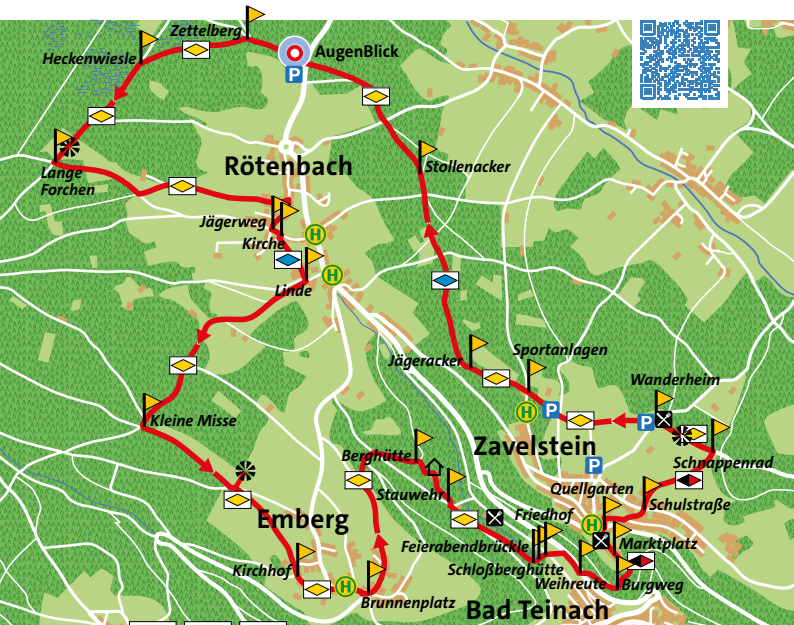 Zettelberg
Heckenwiesle
AugenBlick
P
Lange
Forchen
Rötenbach
Stollenacker
Jägerweg
H
Kirche
H
Linde
Jägeracker
Sportanlagen
Wanderheim
H
P
P
Kleine Misse
Zavelstein
Berghütte
P
Schnappenrad
Stauwehr
Quellgarten
Schulstraße
Emberg
Friedhof
H
Feierabendbrückle
Marktplatz
Kirchhof
Schloßberghütte
H
Weihreute
Burgweg
Brunnenplatz
Bad Teinach